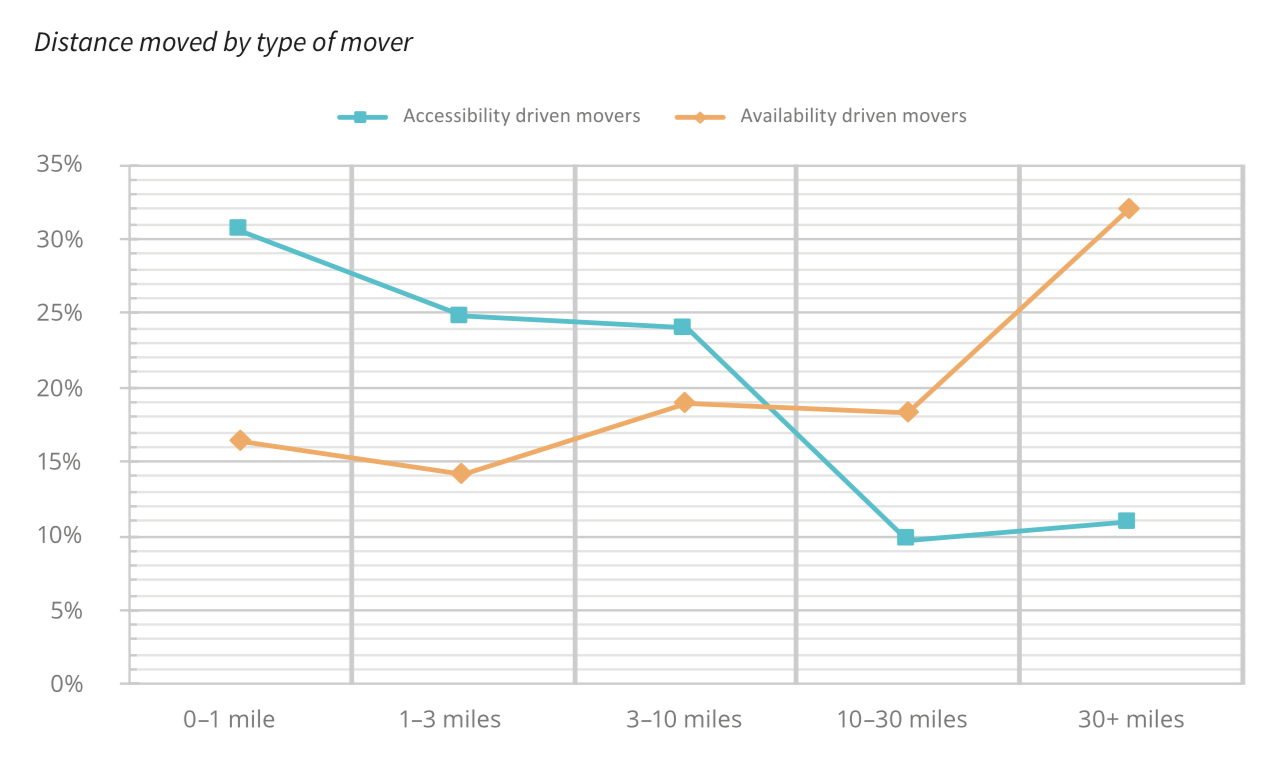 Distance moved by type of mover
Accessibility driven movers Availability driven movers
35%
30%
25%
20%
15%
10%
5%
0%
0–1 mile 1–3 miles 3–10 miles 10–30 miles 30+ miles